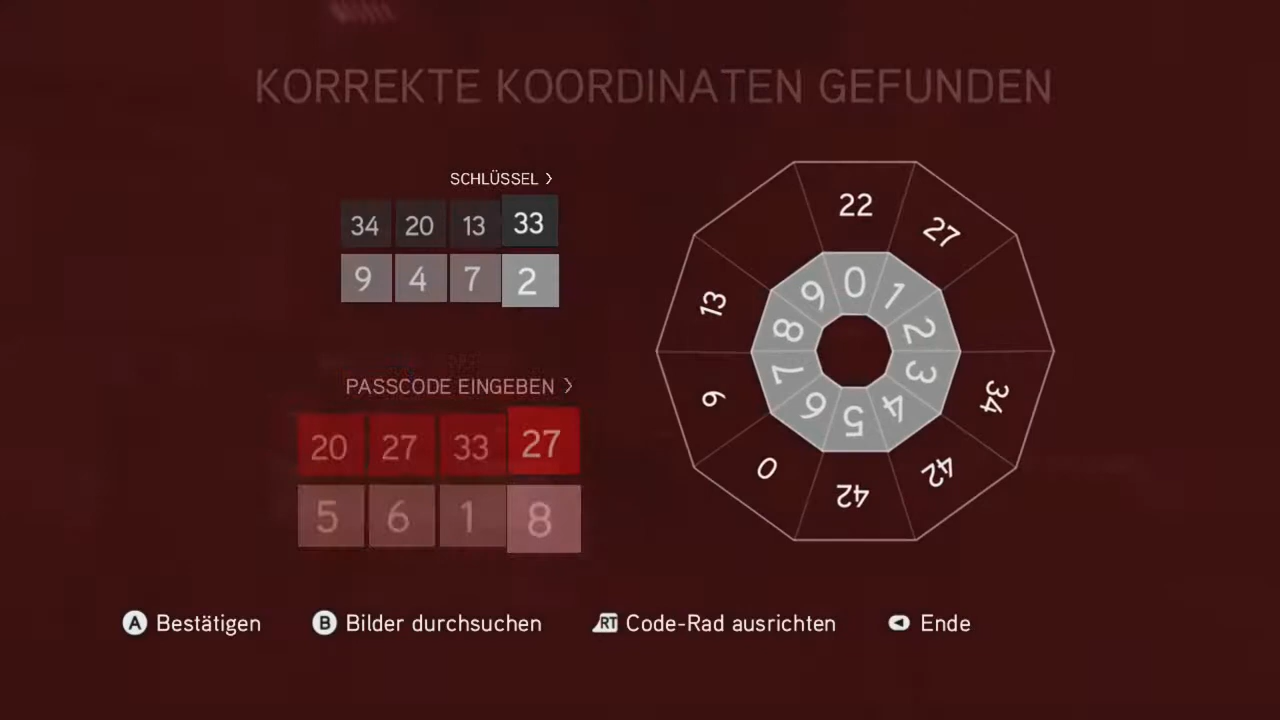 KORREKTE KOORDINATEN GEFUNDEN
SCHLÜSSEL >
34 20 13 33
9 4 7 2
PASSCODE EINGEBEN >
20 27 33 27
5 6 1 8
22
27
34
42
42
0
6
13
0
1
2
3
4
5
6
7
8
9
A Bestätigen
B Bilder durchsuchen
RT Code-Rad ausrichten
Ende